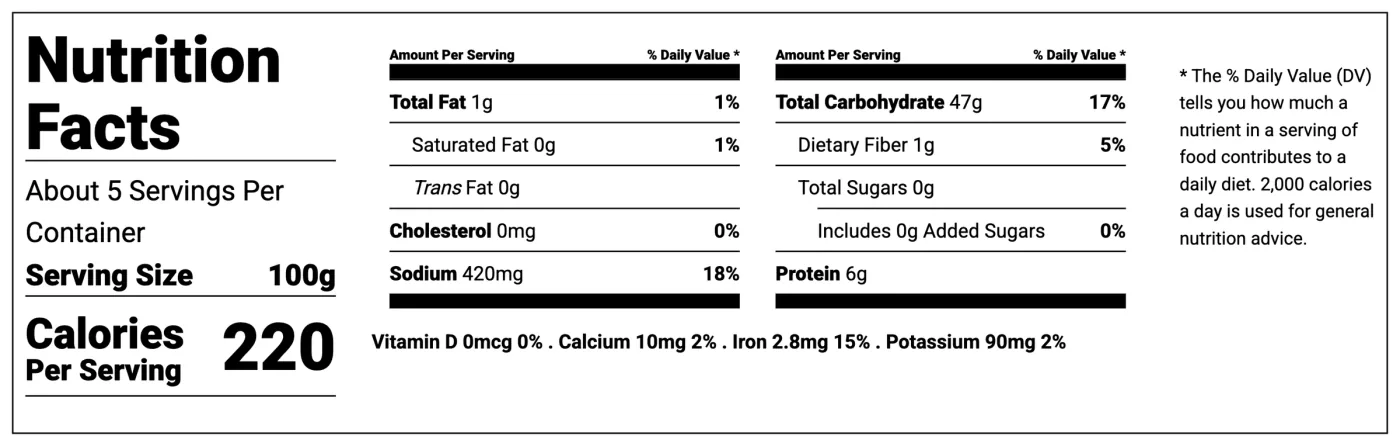 Nutrition
Facts
About 5 Servings Per
Container
Serving Size 100g
Calories
Per Serving 220
Amount Per Serving % Daily Value *
Total Fat 1g 1%
Saturated Fat 0g 1%
Trans Fat 0g
Cholesterol 0mg 0%
Sodium 420mg 18%
Amount Per Serving % Daily Value *
Total Carbohydrate 47g 17%
Dietary Fiber 1g 5%
Total Sugars 0g
Includes 0g Added Sugars 0%
Protein 6g
Vitamin D 0mcg 0% . Calcium 10mg 2% . Iron 2.8mg 15% . Potassium 90mg 2%
* The % Daily Value (DV)
tells you how much a
nutrient in a serving of
food contributes to a
daily diet. 2,000 calories
a day is used for general
nutrition advice.